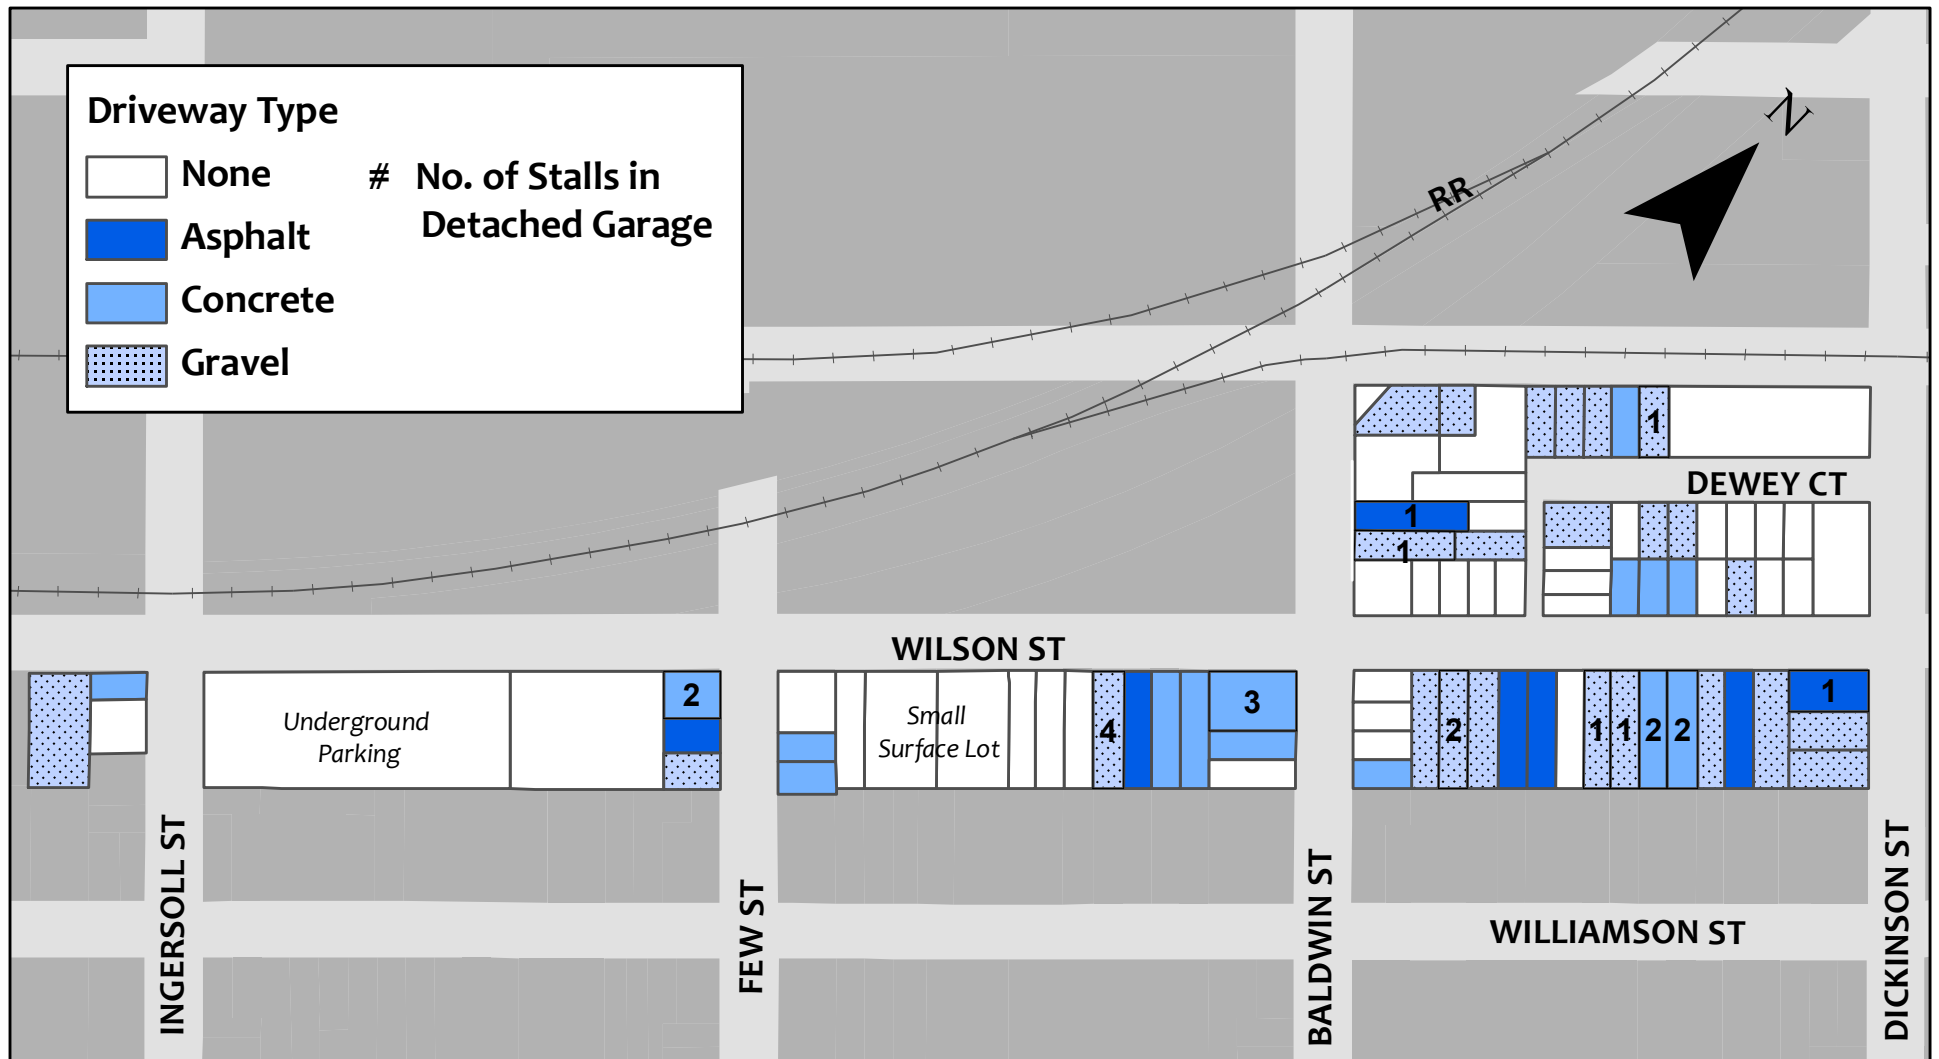 Driveway Type
None
Asphalt
Concrete
Gravel
# No. of Stalls in
Detached Garage
N
RR
1
DEWEY CT
1
1
WILSON ST
Underground
Parking
2
Small
Surface Lot
4
3
2
1
1
2
2
1
INGERSOLL ST
FEW ST
BALDWIN ST
WILLIAMSON ST
DICKINSON ST